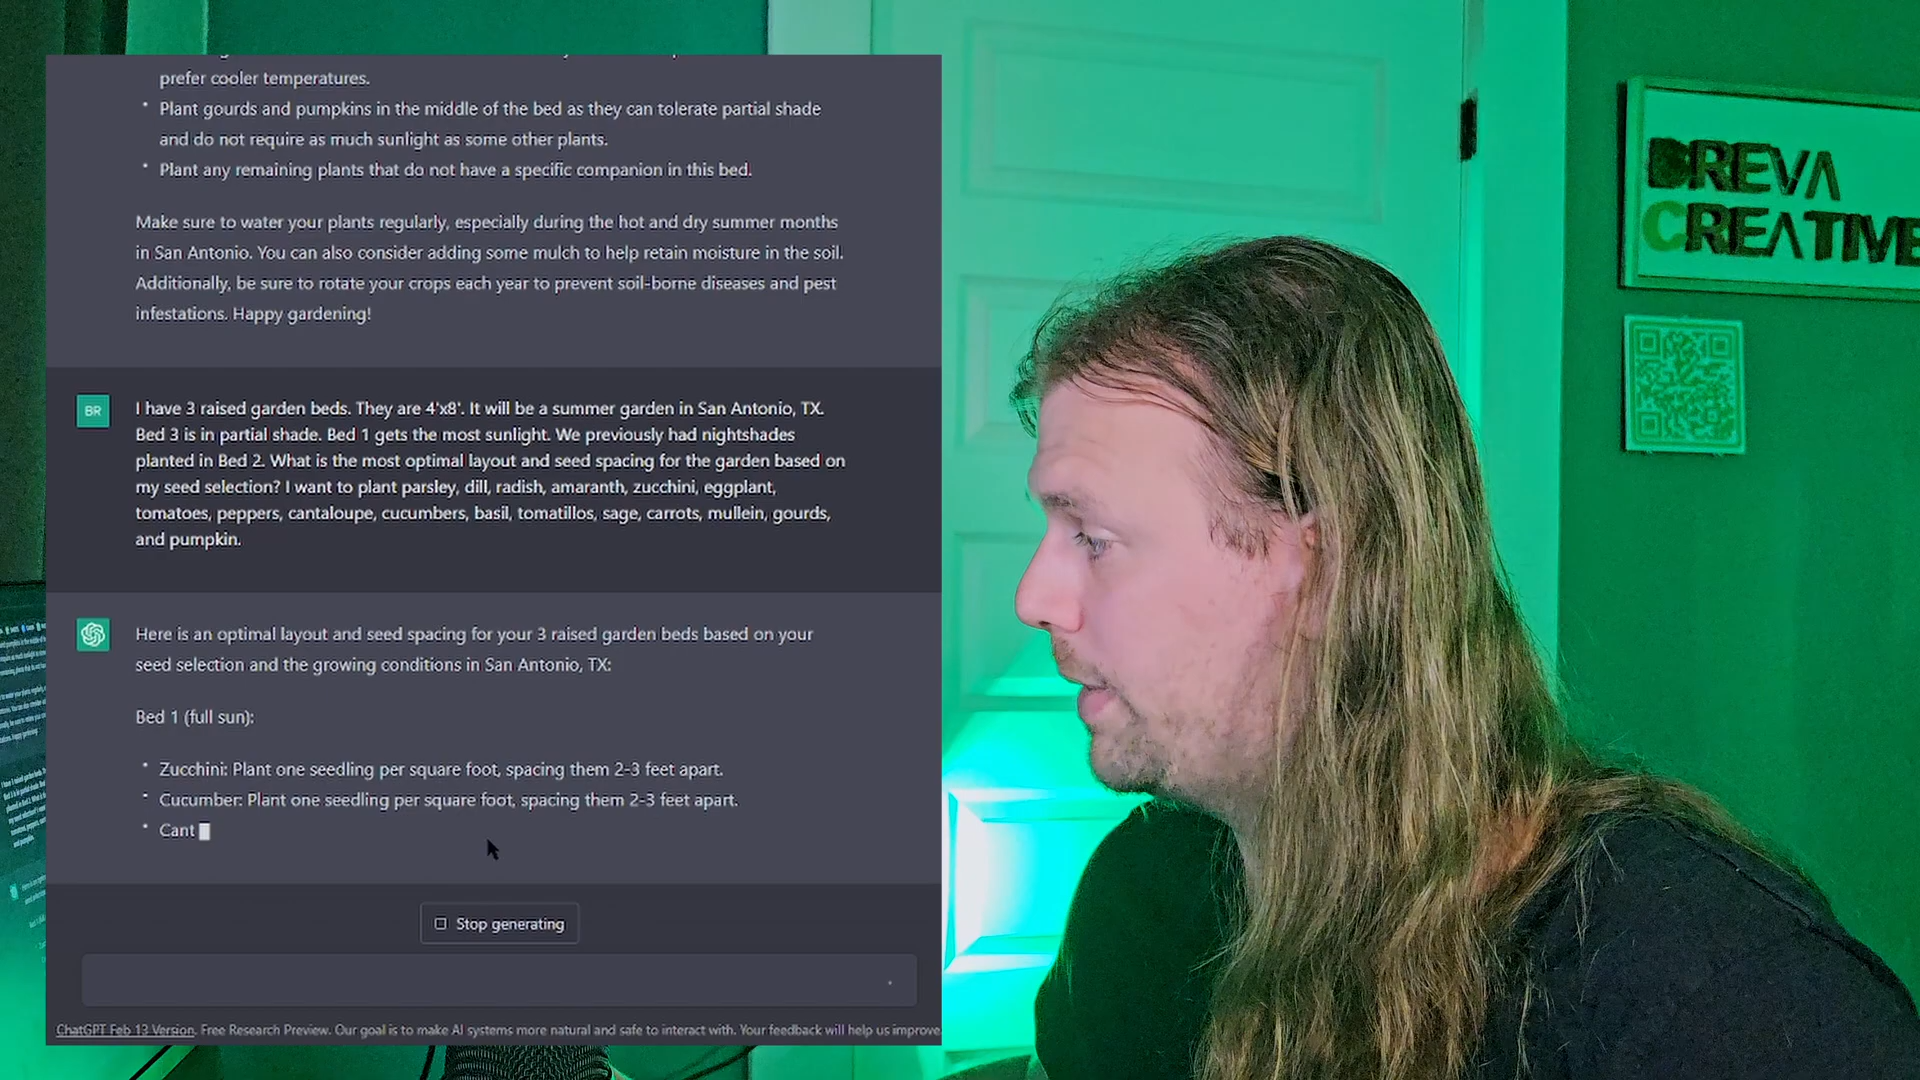 prefer cooler temperatures.
• Plant gourds and pumpkins in the middle of the bed as they can tolerate partial shade
and do not require as much sunlight as some other plants.
• Plant any remaining plants that do not have a specific companion in this bed.
Make sure to water your plants regularly, especially during the hot and dry summer months
in San Antonio. You can also consider adding some mulch to help retain moisture in the soil.
Additionally, be sure to rotate your crops each year to prevent soil-borne diseases and pest
infestations. Happy gardening!
BR
I have 3 raised garden beds. They are 4'x8'. It will be a summer garden in San Antonio, TX.
Bed 3 is in partial shade. Bed 1 gets the most sunlight. We previously had nightshades
planted in Bed 2. What is the most optimal layout and seed spacing for the garden based on
my seed selection? I want to plant parsley, dill, radish, amaranth, zucchini, eggplant,
tomatoes, peppers, cantaloupe, cucumbers, basil, tomatillos, sage, carrots, mullein, gourds,
and pumpkin.
Here is an optimal layout and seed spacing for your 3 raised garden beds based on your
seed selection and the growing conditions in San Antonio, TX:
Bed 1 (full sun):
• Zucchini: Plant one seedling per square foot, spacing them 2-3 feet apart.
• Cucumber: Plant one seedling per square foot, spacing them 2-3 feet apart.
• Cant
Stop generating
ChatGPT Feb 13 Version. Free Research Preview. Our goal is to make AI systems more natural and safe to interact with. Your feedback will help us improve.
DREVA
CREATIVE